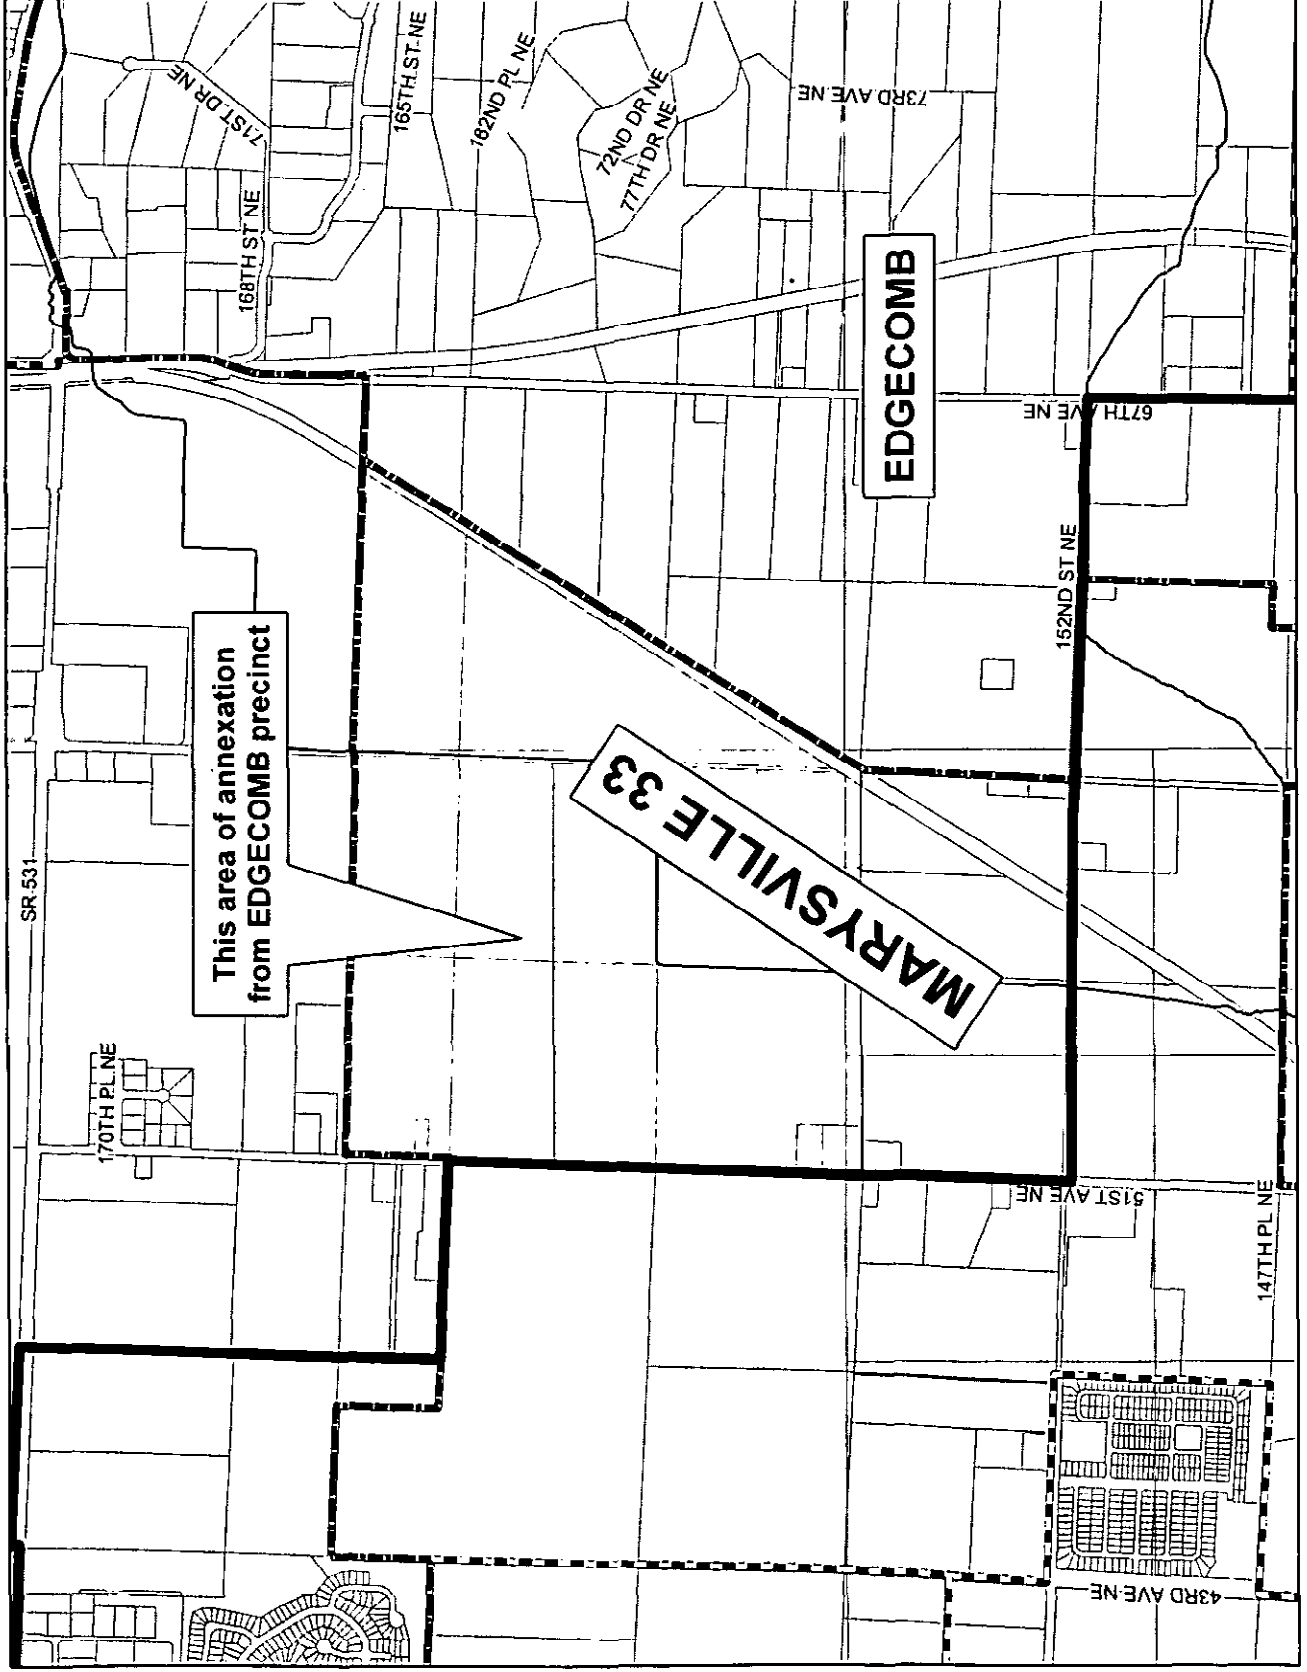 SR-531
170TH PL NE
This area of annexation
from EDGECOMB precinct
71ST DR NE
168TH ST NE
165TH ST NE
162ND PL NE
72ND DR NE
77TH DR NE
73RD AVE NE
MARYSVILLE 33
EDGECOMB
67TH AVE NE
152ND ST NE
51ST AVE NE
147TH PL NE
43RD AVE NE